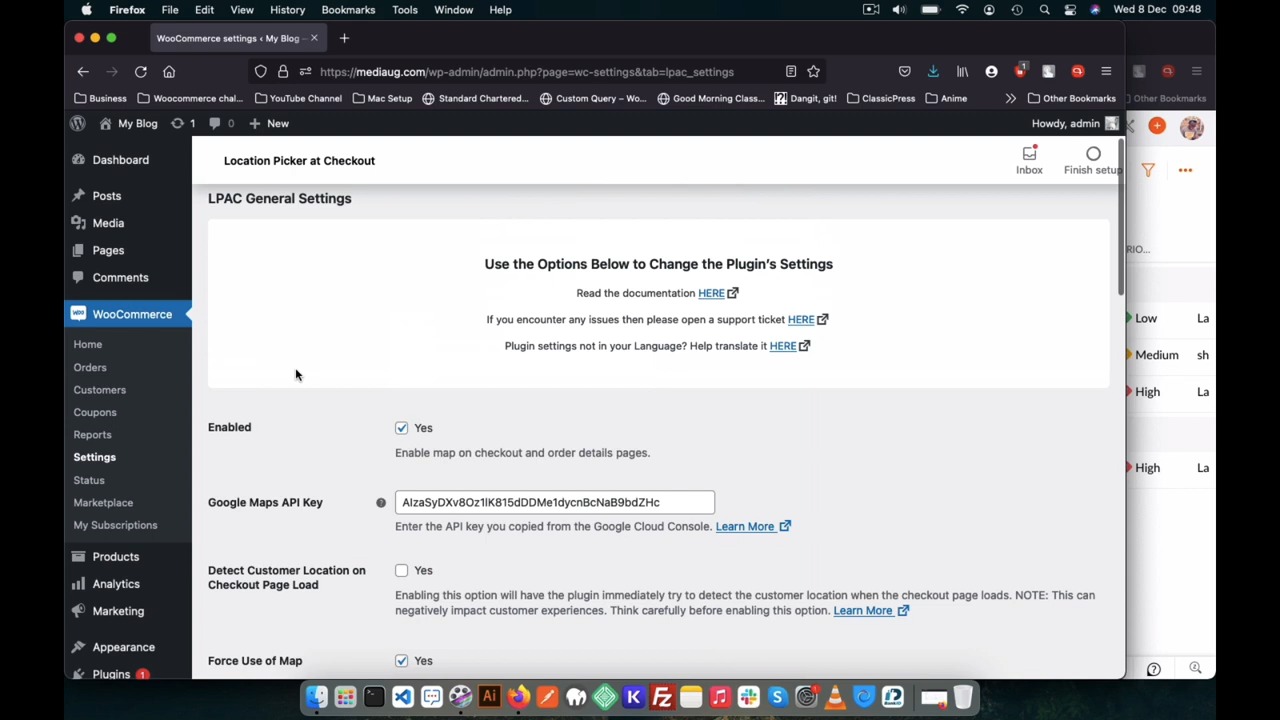 Firefox File Edit View History Bookmarks Tools Window Help Wed 8 Dec 09:48
WooCommerce settings ‹ My Blog –
https://mediaug.com/wp-admin/admin.php?page=wc-settings&tab=lpac_settings
1
Business Woocommerce chal... YouTube Channel Mac Setup Standard Chartered... Custom Query – Wo... Good Morning Class... Dangit, git! ClassicPress Anime Other Bookmarks
Other Bookmarks
My Blog 1 0 New Howdy, admin
Location Picker at Checkout
Inbox
Finish setup
Dashboard
Posts
Media
Pages
Comments
WooCommerce
Home
Orders
Customers
Coupons
Reports
Settings
Status
Marketplace
My Subscriptions
Products
Analytics
Marketing
Appearance
Plugins 1
LPAC General Settings
Use the Options Below to Change the Plugin's Settings
Read the documentation HERE
If you encounter any issues then please open a support ticket HERE
Plugin settings not in your Language? Help translate it HERE
Enabled
Yes
Enable map on checkout and order details pages.
Google Maps API Key
AIzaSyDXv8Oz1lK815dDDMe1dycnBcNaB9bdZHc
Enter the API key you copied from the Google Cloud Console. Learn More
Detect Customer Location on
Checkout Page Load
Yes
Enabling this option will have the plugin immediately try to detect the customer location when the checkout page loads. NOTE: This can
negatively impact customer experiences. Think carefully before enabling this option. Learn More
Force Use of Map
Yes
RIO...
Low La
Medium sh
High La
High La